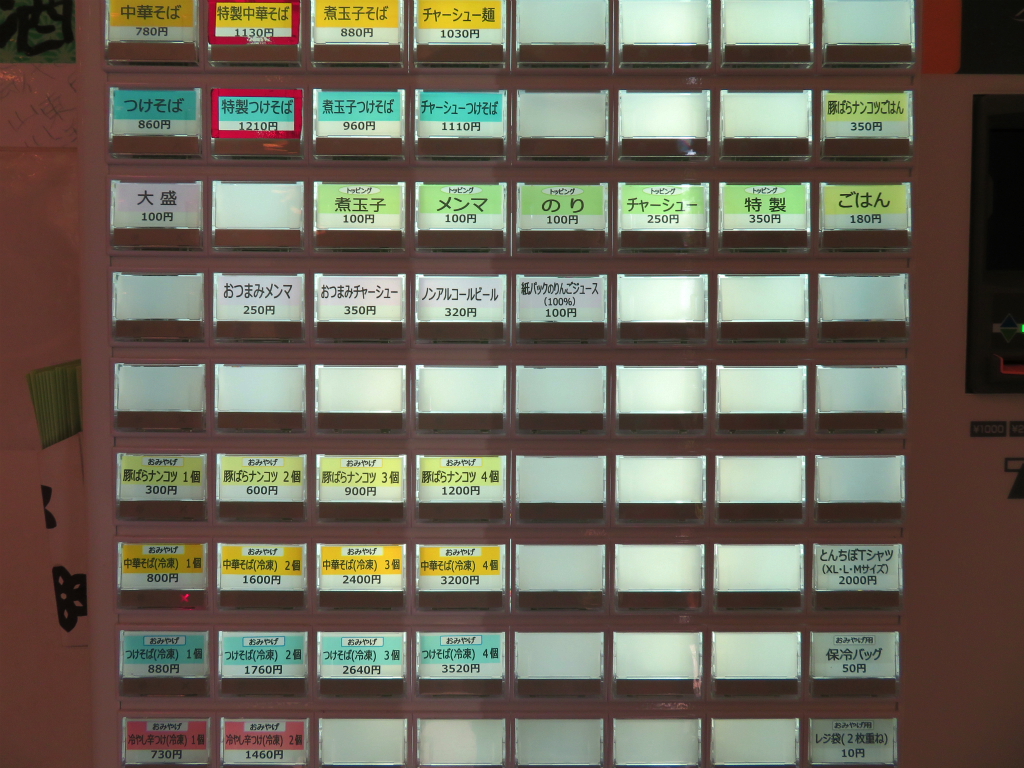 酒
中華そば
780円
特製中華そば
1130円
煮玉子そば
880円
チャーシュー麺
1030円
つけそば
860円
特製つけそば
1210円
煮玉子つけそば
960円
チャーシューつけそば
1110円
豚ばらナンコツごはん
350円
大盛
100円
トッピング
煮玉子
100円
トッピング
メンマ
100円
トッピング
のり
100円
トッピング
チャーシュー
250円
トッピング
特製
350円
ごはん
180円
おつまみメンマ
250円
おつまみチャーシュー
350円
ノンアルコールビール
320円
紙パックのりんごジュース
(100%)
100円
おみやげ
豚ばらナンコツ 1個
300円
おみやげ
豚ばらナンコツ 2個
600円
おみやげ
豚ばらナンコツ 3個
900円
おみやげ
豚ばらナンコツ 4個
1200円
おみやげ
中華そば(冷凍) 1個
800円
おみやげ
中華そば(冷凍) 2個
1600円
おみやげ
中華そば(冷凍) 3個
2400円
おみやげ
中華そば(冷凍) 4個
3200円
とんちぼTシャツ
(XL・L・Mサイズ)
2000円
おみやげ
つけそば(冷凍) 1個
880円
おみやげ
つけそば(冷凍) 2個
1760円
おみやげ
つけそば(冷凍) 3個
2640円
おみやげ
つけそば(冷凍) 4個
3520円
おみやげ用
保冷バッグ
50円
おみやげ
冷やし辛つけ(冷凍) 1個
730円
おみやげ
冷やし辛つけ(冷凍) 2個
1460円
おみやげ用
レジ袋(2枚重ね)
10円
¥1000